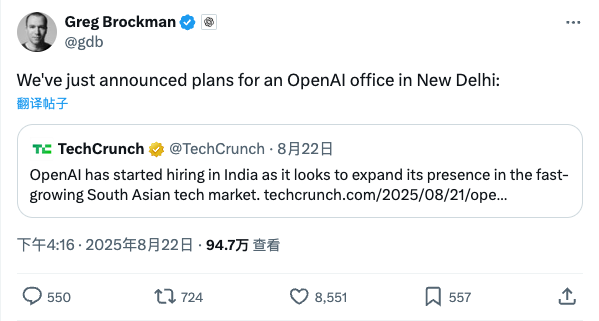 Greg Brockman
@gdb
We've just announced plans for an OpenAI office in New Delhi:
翻译帖子
TechCrunch @TechCrunch · 8月22日
OpenAI has started hiring in India as it looks to expand its presence in the fast-
growing South Asian tech market. techcrunch.com/2025/08/21/ope...
下午4:16 · 2025年8月22日 · 94.7万 查看
550 724 8,551 557